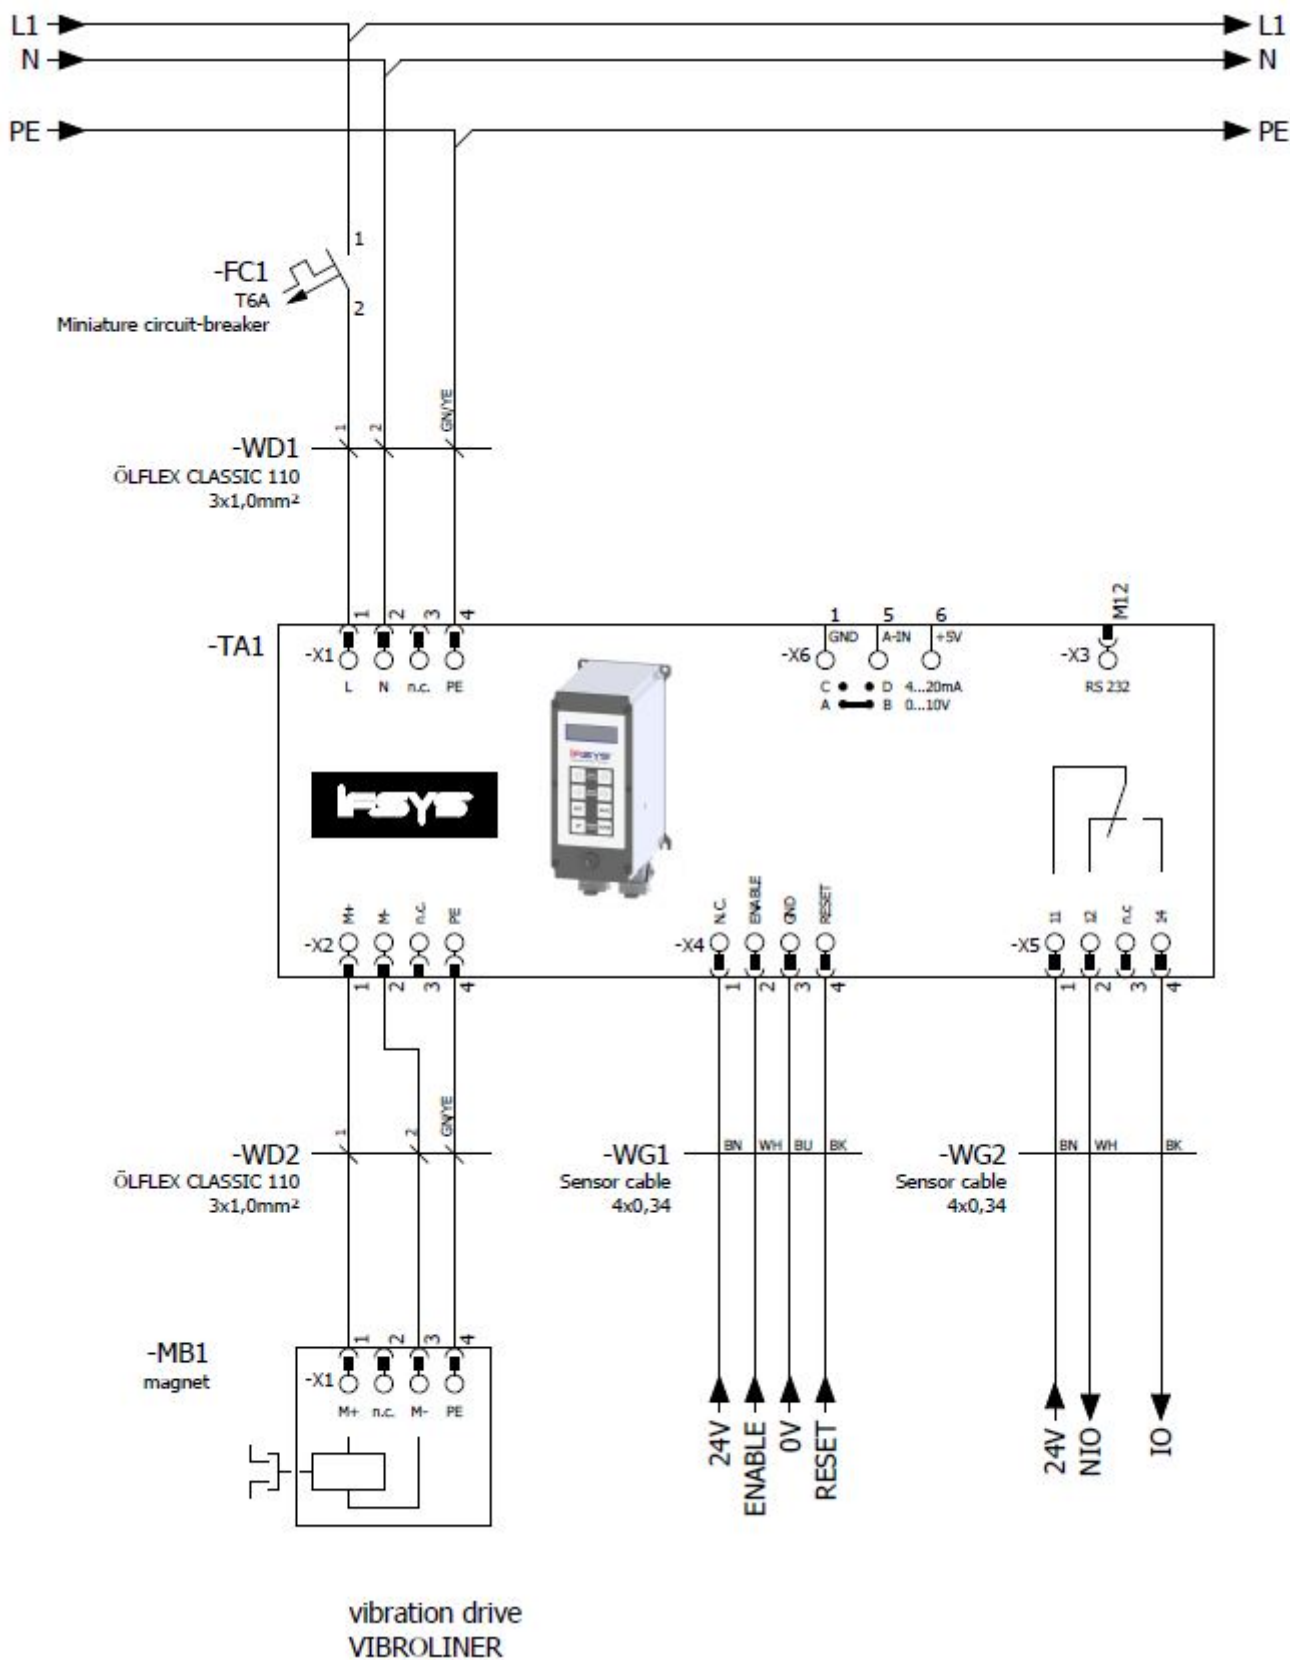 L1 L1
N N
PE PE
1
-FC1
T6A
2
Miniature circuit-breaker
1 2 GN/YE
-WD1
ÖLFLEX CLASSIC 110
3x1,0mm²
1 2 3 4 1 5 6 M12
-TA1 GND A-IN +5V
-X1 -X6 -X3
L N n.c. PE C D 4...20mA RS 232
A B 0...10V
IFSYS
M+ M- n.c. PE N.C. ENABLE GND RESET 11 12 n.c 14
-X2 -X4 -X5
1 2 3 4 1 2 3 4 1 2 3 4
1 2 GN/YE
-WD2 -WG1 BN WH BU BK -WG2 BN WH BK
ÖLFLEX CLASSIC 110 Sensor cable Sensor cable
3x1,0mm² 4x0,34 4x0,34
1 2 3 4
-MB1
magnet -X1
M+ n.c. M- PE
24V ENABLE 0V RESET 24V NIO IO
vibration drive
VIBROLINER